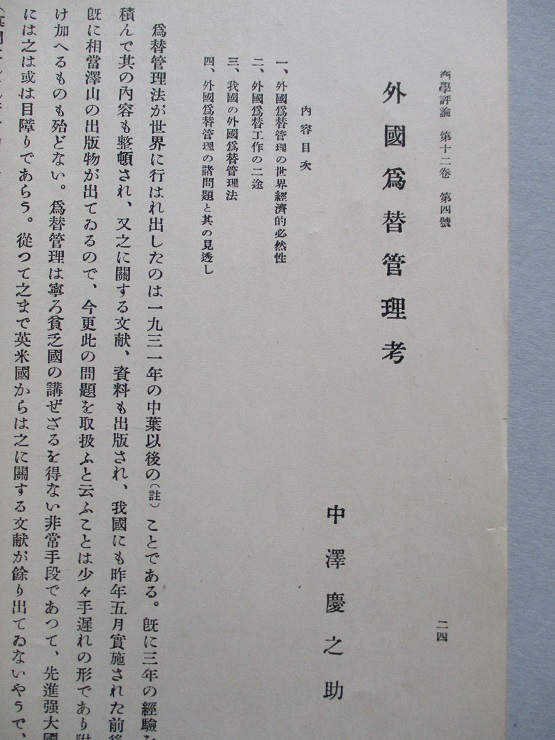 商學評論 第十二卷 第四號
二四
外國爲替管理考
中澤慶之助
內容目次
一、外國爲替管理の世界經濟的必然性
二、外國爲替工作の二途
三、我國の外國爲替管理法
四、外國爲替管理の諸問題と其の見透し
爲替管理法が世界に行はれ出したのは一九三一年の中葉以後の(註)ことである。旣に三年の經驗を
積んで其の內容も整頓され、又之に關する文献、資料も出版され、我國にも昨年五月實施された前後
旣に相當澤山の出版物が出てゐるので、今更此の問題を取扱ふと云ふことは少々手遲れの形であり附
け加へるものも殆どない。爲替管理は寧ろ貧乏國の講ぜざるを得ない非常手段であつて、先進强大國
には之は或は目障りであらう。從つて之まで英米國からは之に關する文献が餘り出てゐないやうで、